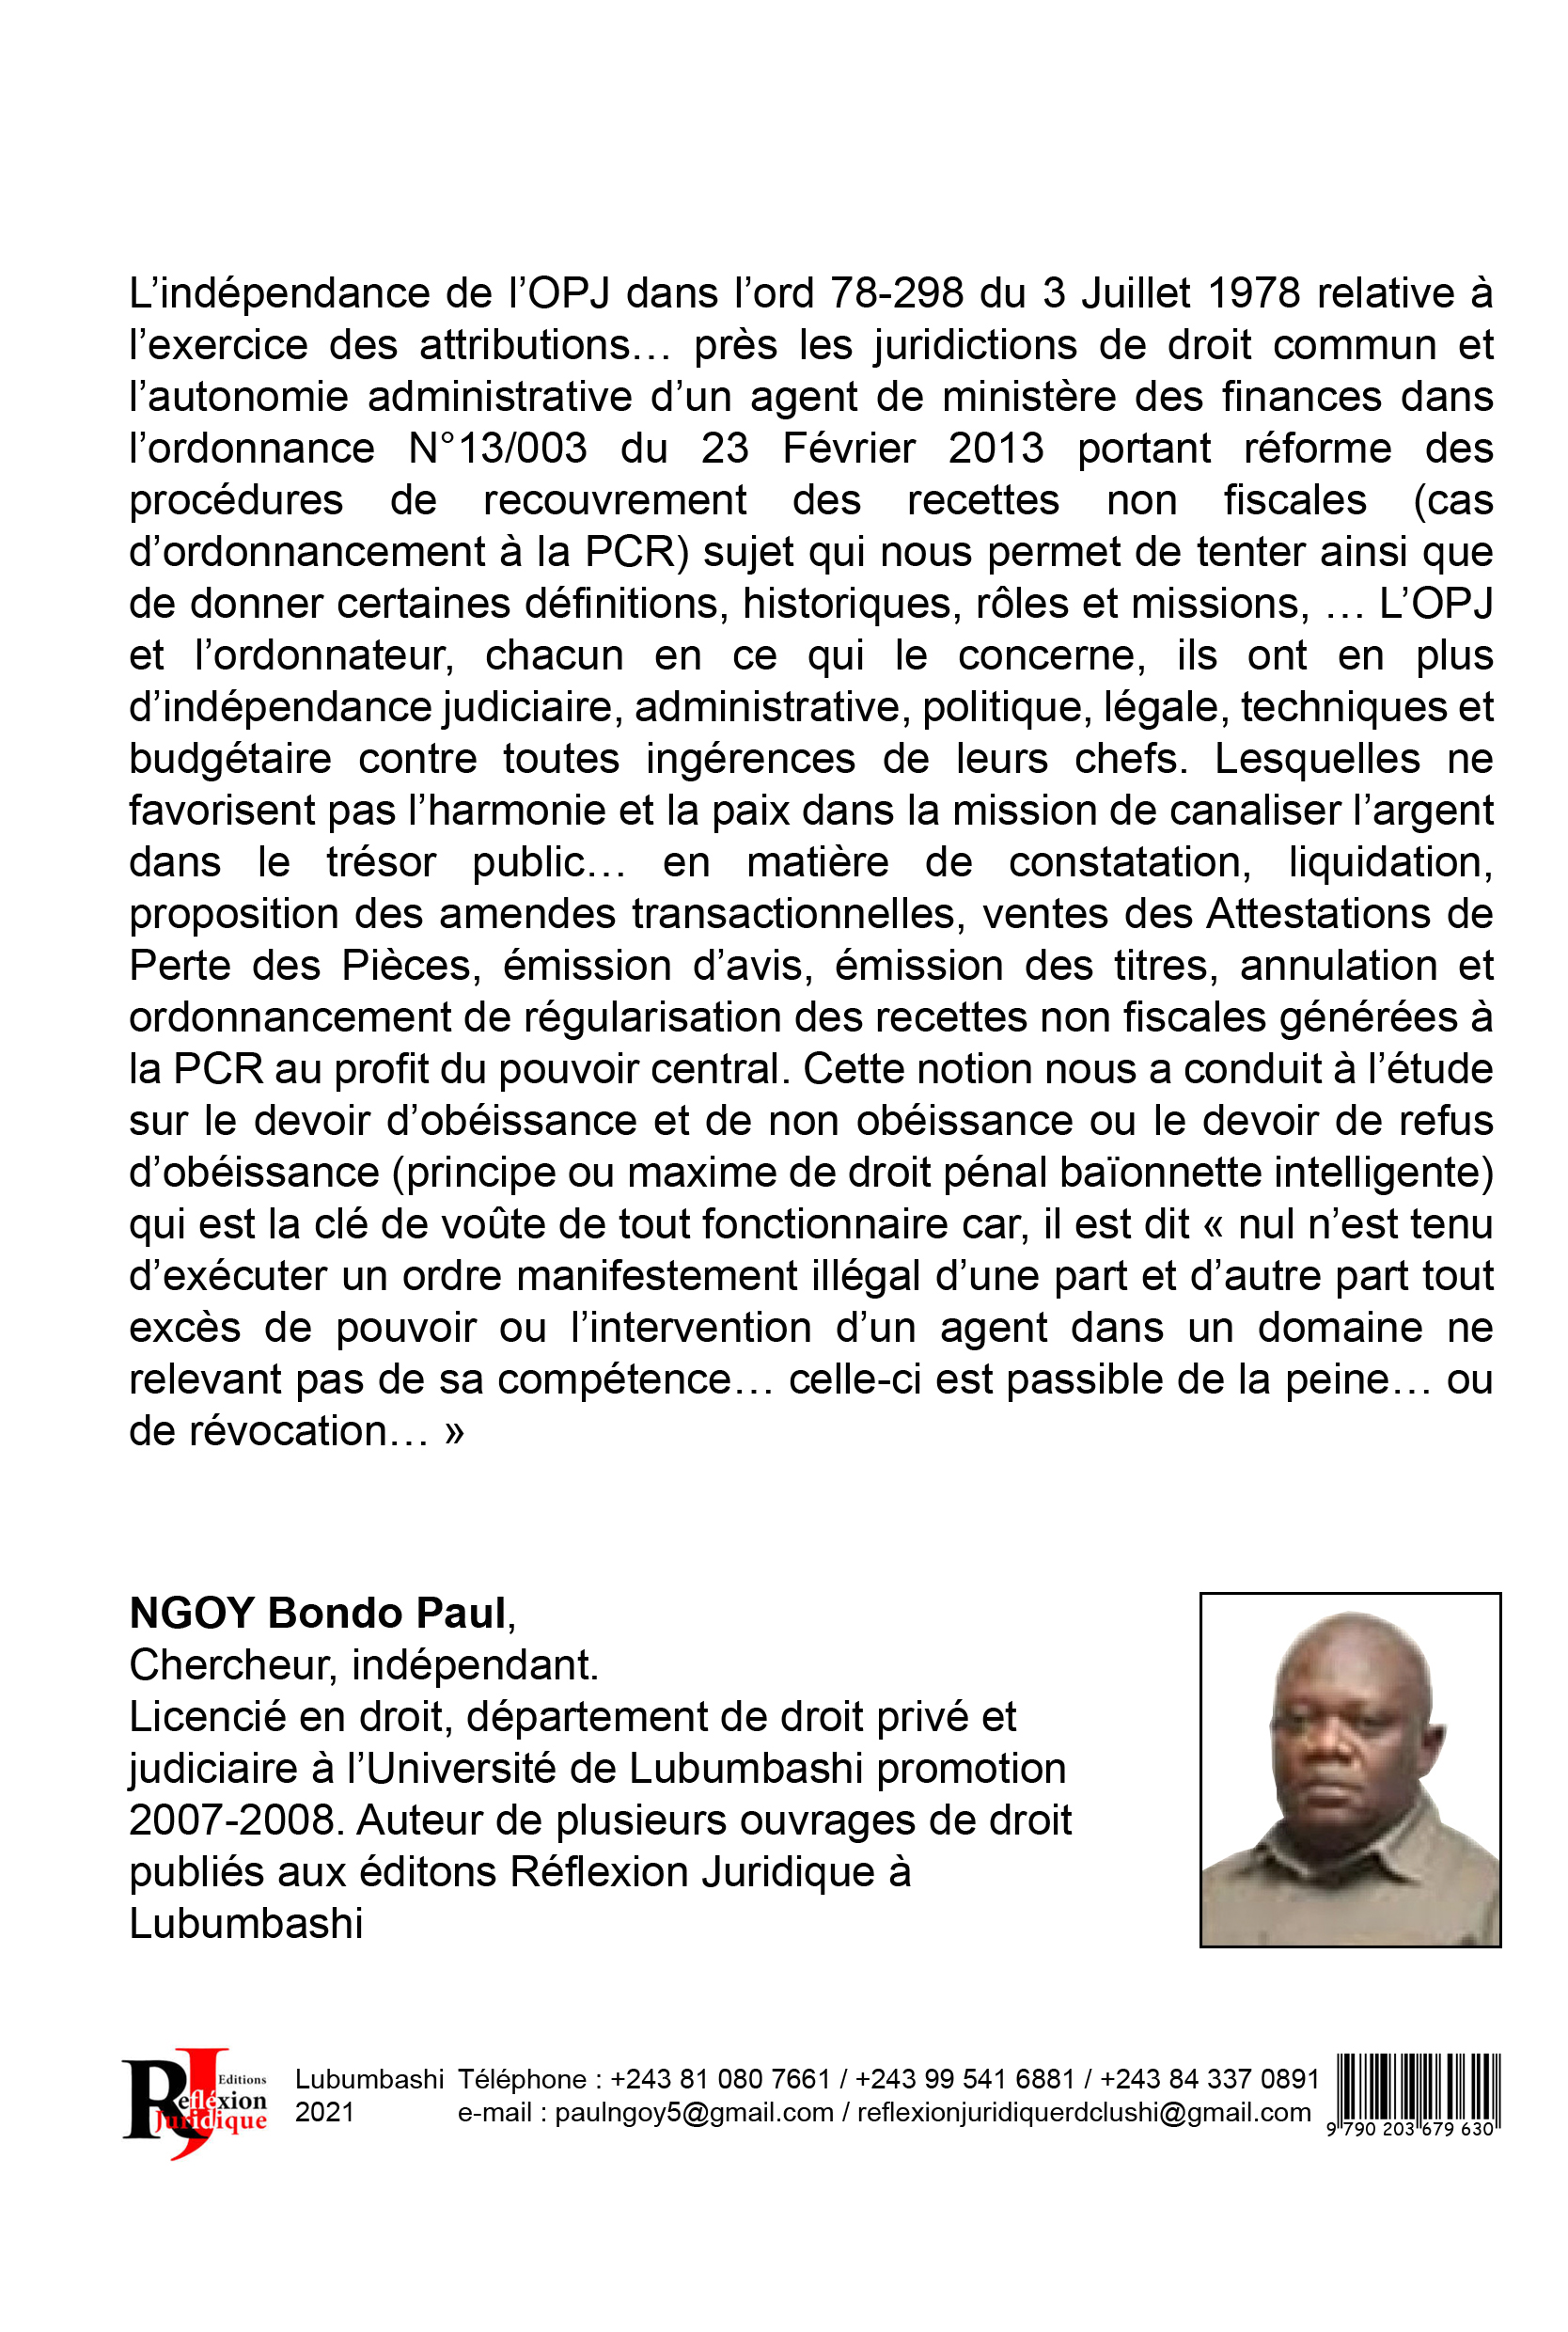 L’indépendance de l’OPJ dans l’ord 78-298 du 3 Juillet 1978 relative à
l’exercice des attributions… près les juridictions de droit commun et
l’autonomie administrative d’un agent de ministère des finances dans
l’ordonnance N°13/003 du 23 Février 2013 portant réforme des
procédures de recouvrement des recettes non fiscales (cas
d’ordonnancement à la PCR) sujet qui nous permet de tenter ainsi que
de donner certaines définitions, historiques, rôles et missions, … L’OPJ
et l’ordonnateur, chacun en ce qui le concerne, ils ont en plus
d’indépendance judiciaire, administrative, politique, légale, techniques et
budgétaire contre toutes ingérences de leurs chefs. Lesquelles ne
favorisent pas l’harmonie et la paix dans la mission de canaliser l’argent
dans le trésor public… en matière de constatation, liquidation,
proposition des amendes transactionnelles, ventes des Attestations de
Perte des Pièces, émission d’avis, émission des titres, annulation et
ordonnancement de régularisation des recettes non fiscales générées à
la PCR au profit du pouvoir central. Cette notion nous a conduit à l’étude
sur le devoir d’obéissance et de non obéissance ou le devoir de refus
d’obéissance (principe ou maxime de droit pénal baïonnette intelligente)
qui est la clé de voûte de tout fonctionnaire car, il est dit « nul n’est tenu
d’exécuter un ordre manifestement illégal d’une part et d’autre part tout
excès de pouvoir ou l’intervention d’un agent dans un domaine ne
relevant pas de sa compétence… celle-ci est passible de la peine… ou
de révocation… »
NGOY Bondo Paul,
Chercheur, indépendant.
Licencié en droit, département de droit privé et
judiciaire à l’Université de Lubumbashi promotion
2007-2008. Auteur de plusieurs ouvrages de droit
publiés aux éditons Réflexion Juridique à
Lubumbashi
Editions
Refléxion
Juridique
Lubumbashi Téléphone : +243 81 080 7661 / +243 99 541 6881 / +243 84 337 0891
2021 e-mail : paulngoy5@gmail.com / reflexionjuridiquerdclushi@gmail.com
9 790 203 679 630